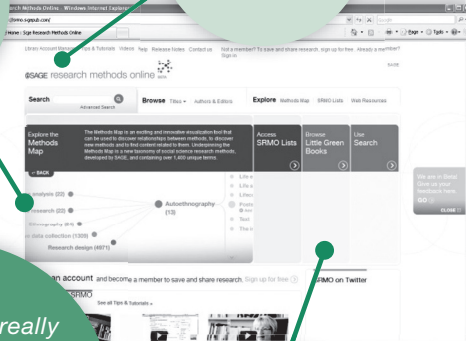 arch Methods Online - Windows Internet Explorer
//srmo.sagepub.com/
Home - Sage Research Methods Online
Page
Tools
Library Account Manager Tips & Tutorials Videos Help Release Notes Contact us
Not a member? To save and share research, sign up for free Already a member?
Sign in
SAGE research methods online
BETA
Search
Advanced Search
Browse Titles Authors & Editors
Explore Methods Map SRMO Lists Web Resources
Explore the
Methods
Map
The Methods Map is an exciting and innovative visualization tool that
can be used to discover relationships between methods, to discover
new methods and to find content related to them. Underpinning the
Methods Map is a new taxonomy of social science research methods,
developed by SAGE, and containing over 1,400 unique terms.
Access
SRMO Lists
Browse
Little Green
Books
Use
Search
BACK
analysis (22)
research (22)
data collection (1309)
Research design (4971)
Autoethnography
(13)
We are in Beta!
Give us your
feedback here.
GO
CLOSE
an account and become a member to save and share research. Sign up for free
SRMO
See all Tips & Tutorials
SRMO on Twitter
really